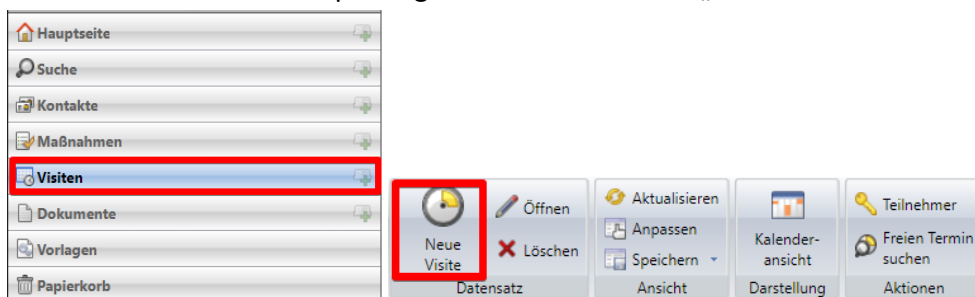 Hauptseite
Suche
Kontakte
Maßnahmen
Visiten
Dokumente
Vorlagen
Papierkorb
Neue
Visite
Öffnen
Löschen
Datensatz
Aktualisieren
Anpassen
Speichern
Ansicht
Kalender-
ansicht
Darstellung
Teilnehmer
Freien Termin
suchen
Aktionen